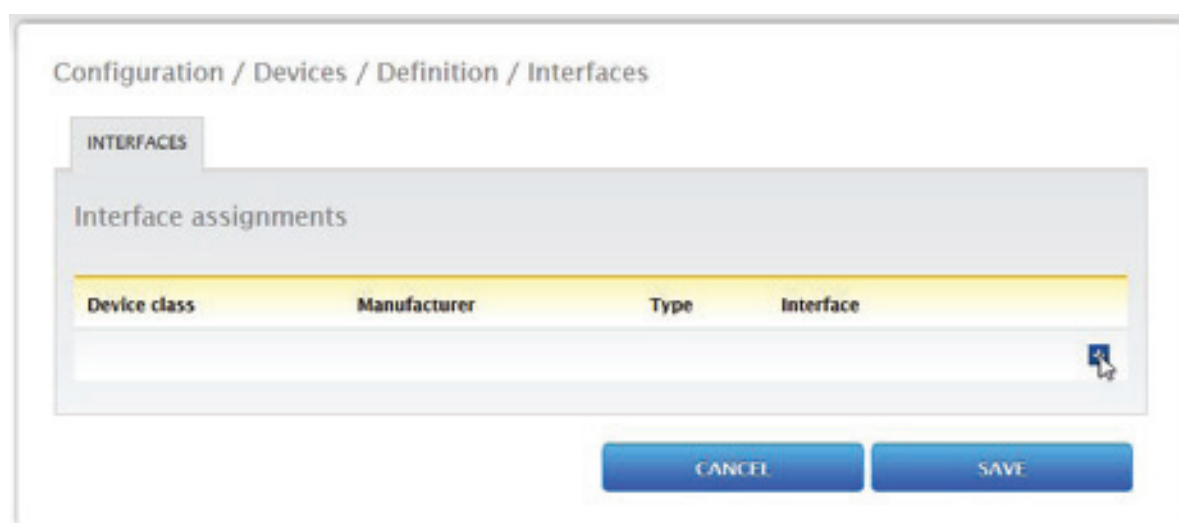 Configuration / Devices / Definition / Interfaces
INTERFACES
Interface assignments
Device class Manufacturer Type Interface
CANCEL SAVE